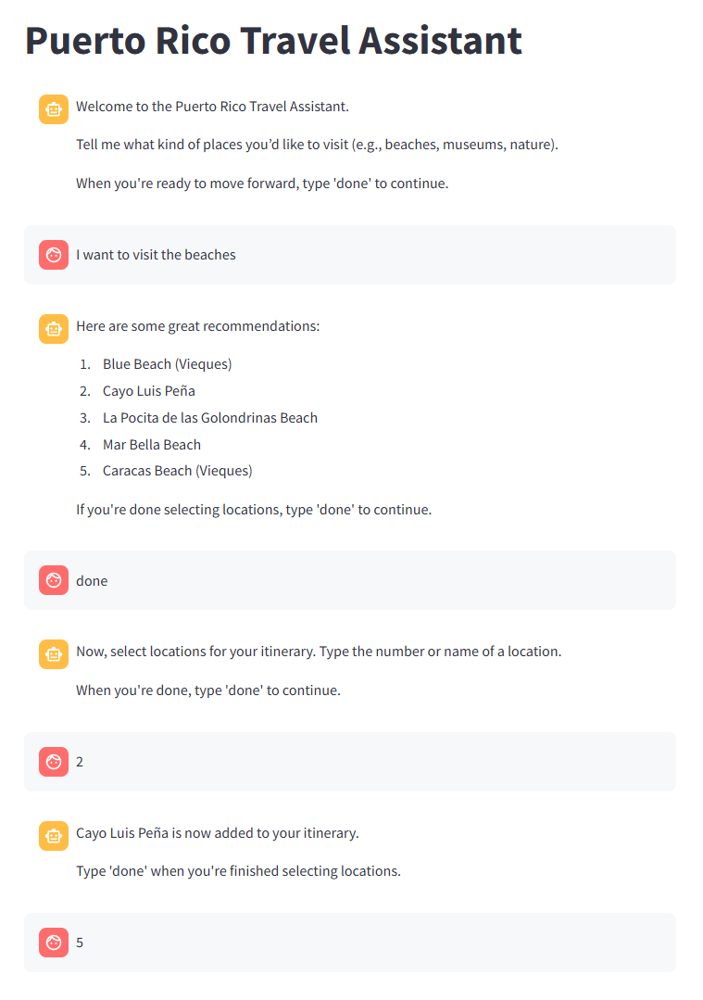 Puerto Rico Travel Assistant
Welcome to the Puerto Rico Travel Assistant.
Tell me what kind of places you’d like to visit (e.g., beaches, museums, nature).
When you're ready to move forward, type 'done' to continue.
I want to visit the beaches
Here are some great recommendations:
1. Blue Beach (Vieques)
2. Cayo Luis Peña
3. La Pocita de las Golondrinas Beach
4. Mar Bella Beach
5. Caracas Beach (Vieques)
If you're done selecting locations, type 'done' to continue.
done
Now, select locations for your itinerary. Type the number or name of a location.
When you're done, type 'done' to continue.
2
Cayo Luis Peña is now added to your itinerary.
Type 'done' when you're finished selecting locations.
5